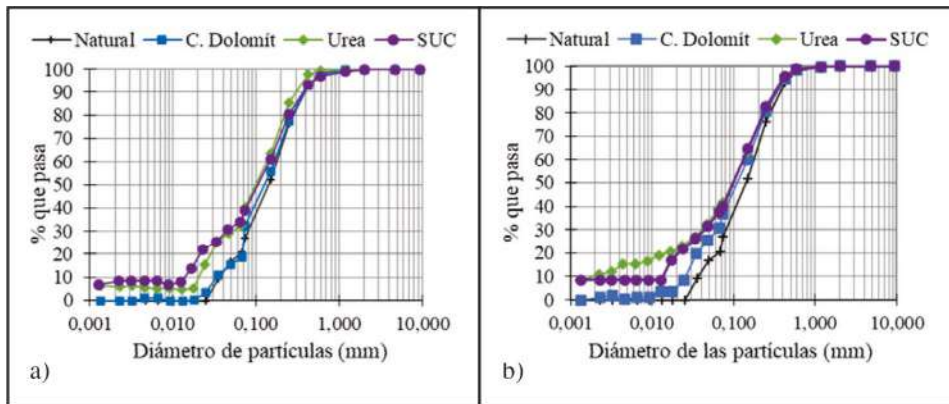 Natural C. Dolomít Urea SUC
% que pasa
100
90
80
70
60
50
40
30
20
10
0
0.001 0.010 0.100 1.000 10.000
Diámetro de partículas (mm)
a)
Natural C. Dolomít Urea SUC
% que pasa
100
90
80
70
60
50
40
30
20
10
0
0.001 0.010 0.100 1.000 10.000
Diámetro de las partículas (mm)
b)